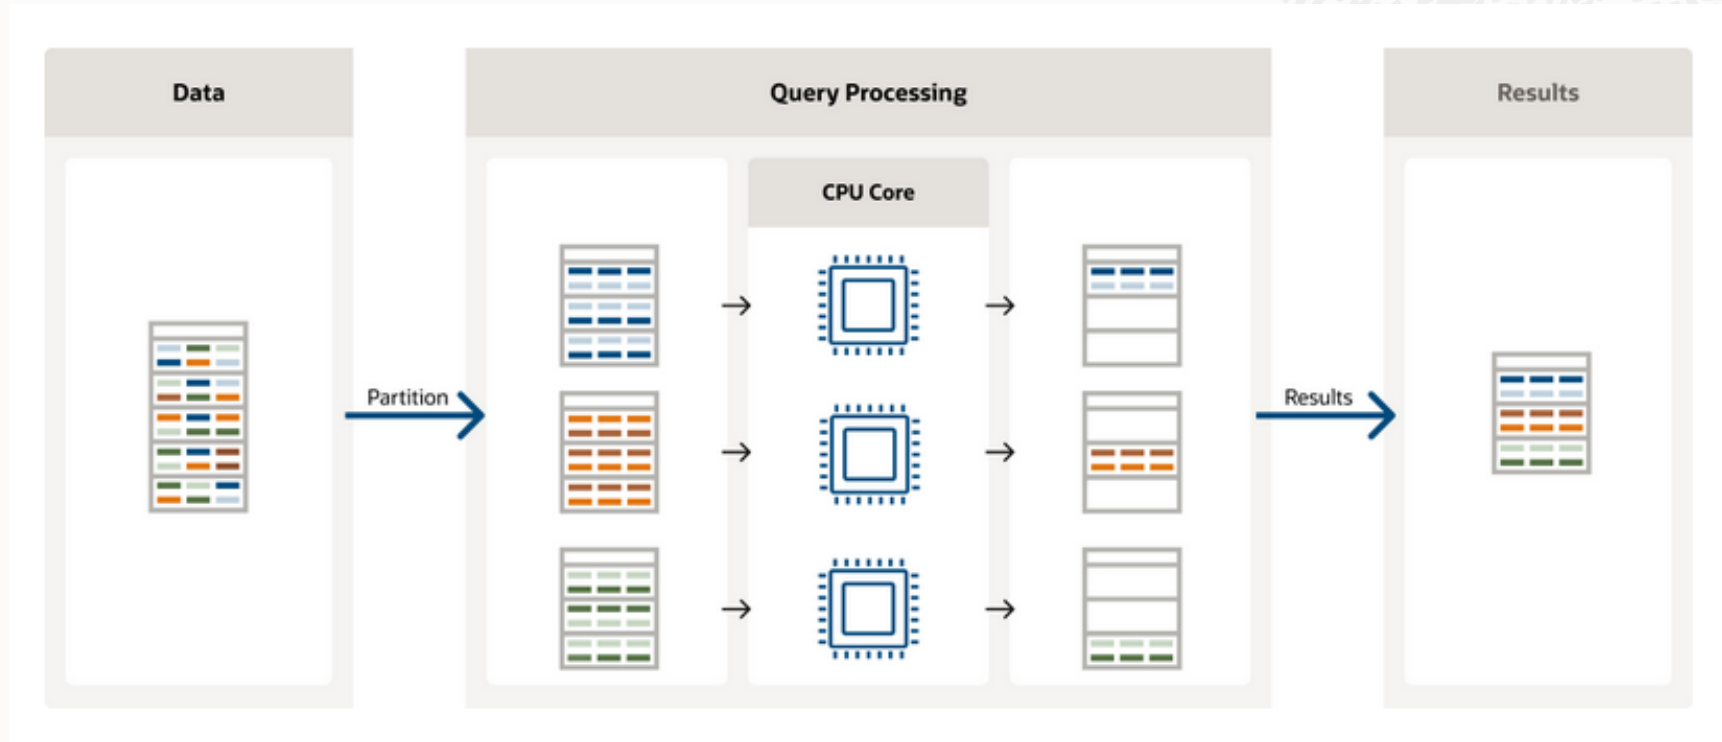 Data
Query Processing
Results
CPU Core
Partition
Results